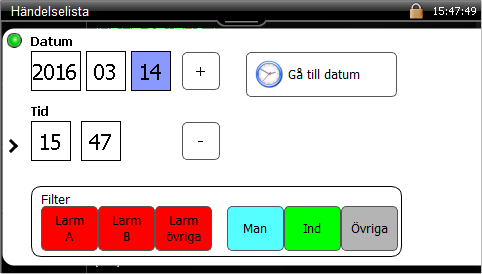 Händelselista 15:47:49
Datum
2016 03 14 + Gå till datum
Tid
15 47 -
Filter
Larm A Larm B Larm övriga Man Ind Övriga